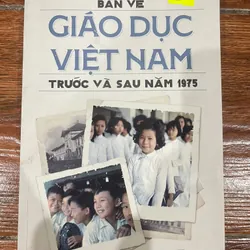 BÀN VỀ
GIÁO DỤC
VIỆT NAM
TRƯỚC VÀ SAU NĂM 1975